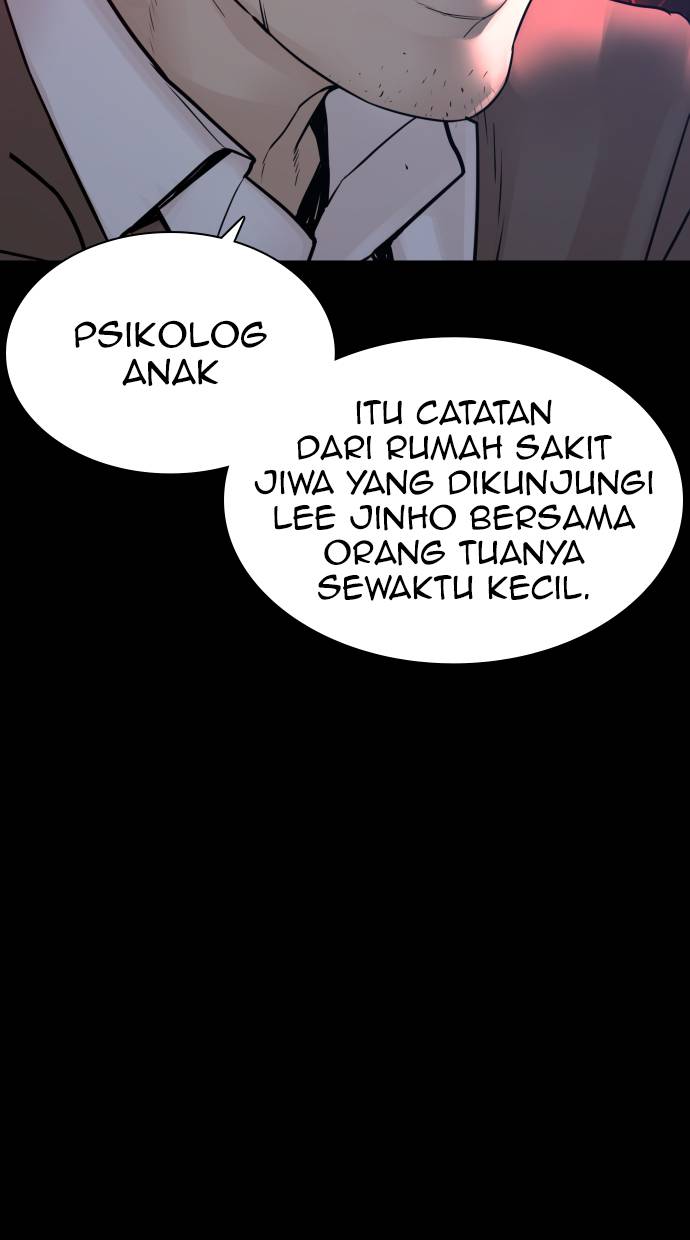 PSIKOLOG
ANAK
ITU CATATAN
DARI RUMAH SAKIT
JIWA YANG DIKUNJUNGI
LEE JINHO BERSAMA
ORANG TUANYA
SEWAKTU KECIL.